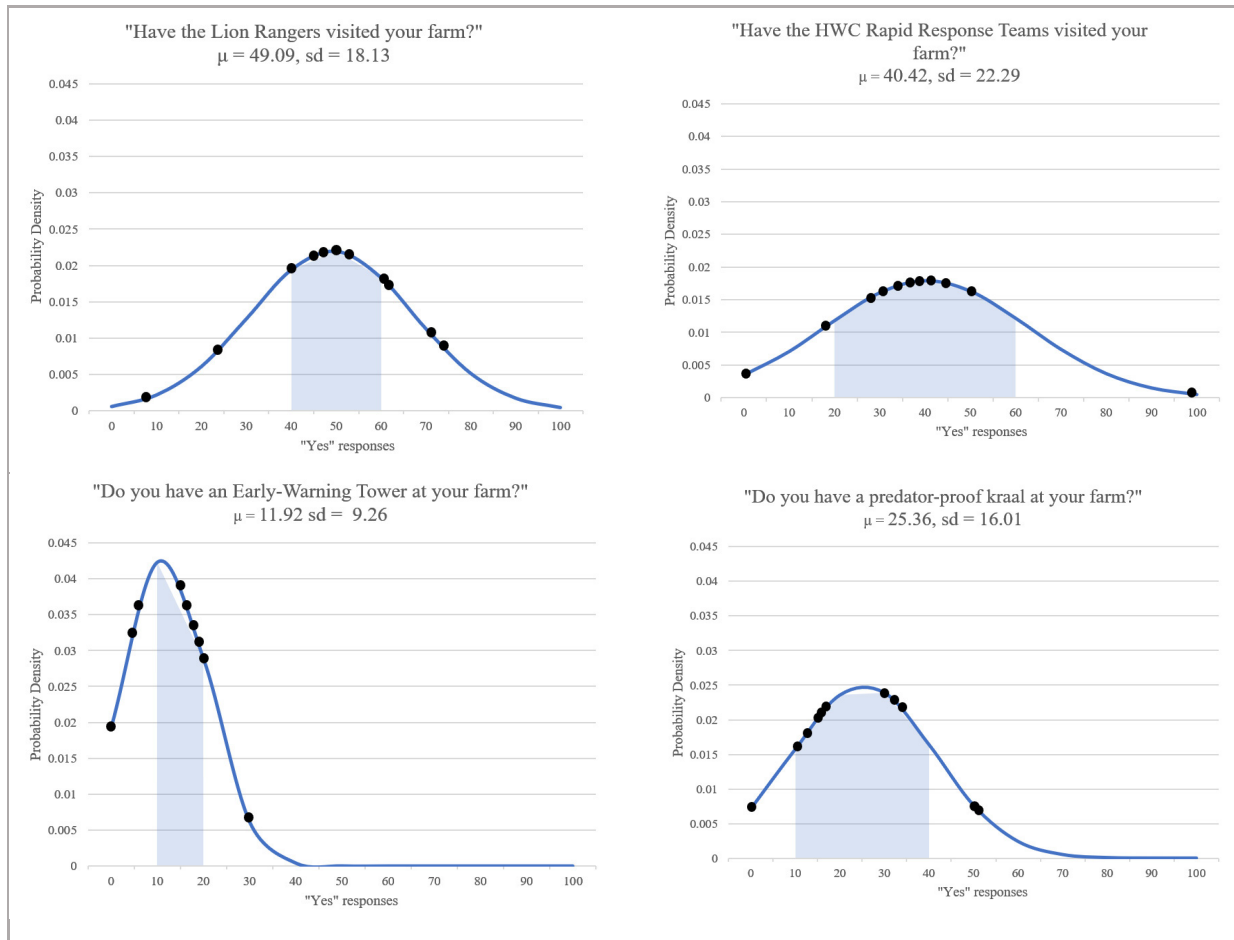 "Have the Lion Rangers visited your farm?"
μ = 49.09, sd = 18.13
0.045
0.04
0.035
0.03
0.025
0.02
0.015
0.01
0.005
0
Probability Density
0 10 20 30 40 50 60 70 80 90 100
"Yes" responses
"Have the HWC Rapid Response Teams visited your
farm?"
μ = 40.42, sd = 22.29
0.045
0.04
0.035
0.03
0.025
0.02
0.015
0.01
0.005
0
Probability Density
0 10 20 30 40 50 60 70 80 90 100
"Yes" responses
"Do you have an Early-Warning Tower at your farm?"
μ = 11.92 sd = 9.26
0.045
0.04
0.035
0.03
0.025
0.02
0.015
0.01
0.005
0
Probability Density
0 10 20 30 40 50 60 70 80 90 100
"Yes" responses
"Do you have a predator-proof kraal at your farm?"
μ = 25.36, sd = 16.01
0.045
0.04
0.035
0.03
0.025
0.02
0.015
0.01
0.005
0
Probability Density
0 10 20 30 40 50 60 70 80 90 100
"Yes" responses